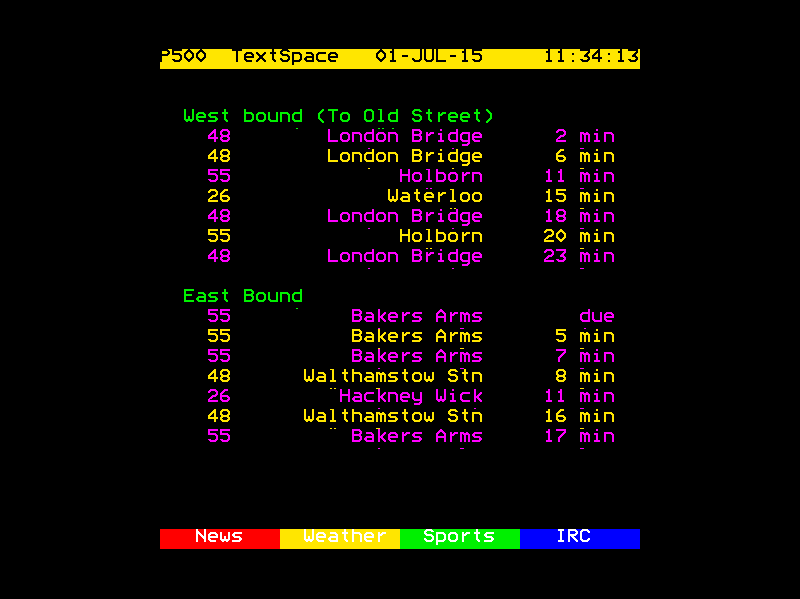 P500 TextSpace 01-JUL-15 11:34:13
West bound (To Old Street)
48 London Bridge 2 min
48 London Bridge 6 min
55 Holborn 11 min
26 Waterloo 15 min
48 London Bridge 18 min
55 Holborn 20 min
48 London Bridge 23 min
East Bound
55 Bakers Arms due
55 Bakers Arms 5 min
55 Bakers Arms 7 min
48 Walthamstow Stn 8 min
26 Hackney Wick 11 min
48 Walthamstow Stn 16 min
55 Bakers Arms 17 min
News Weather Sports IRC